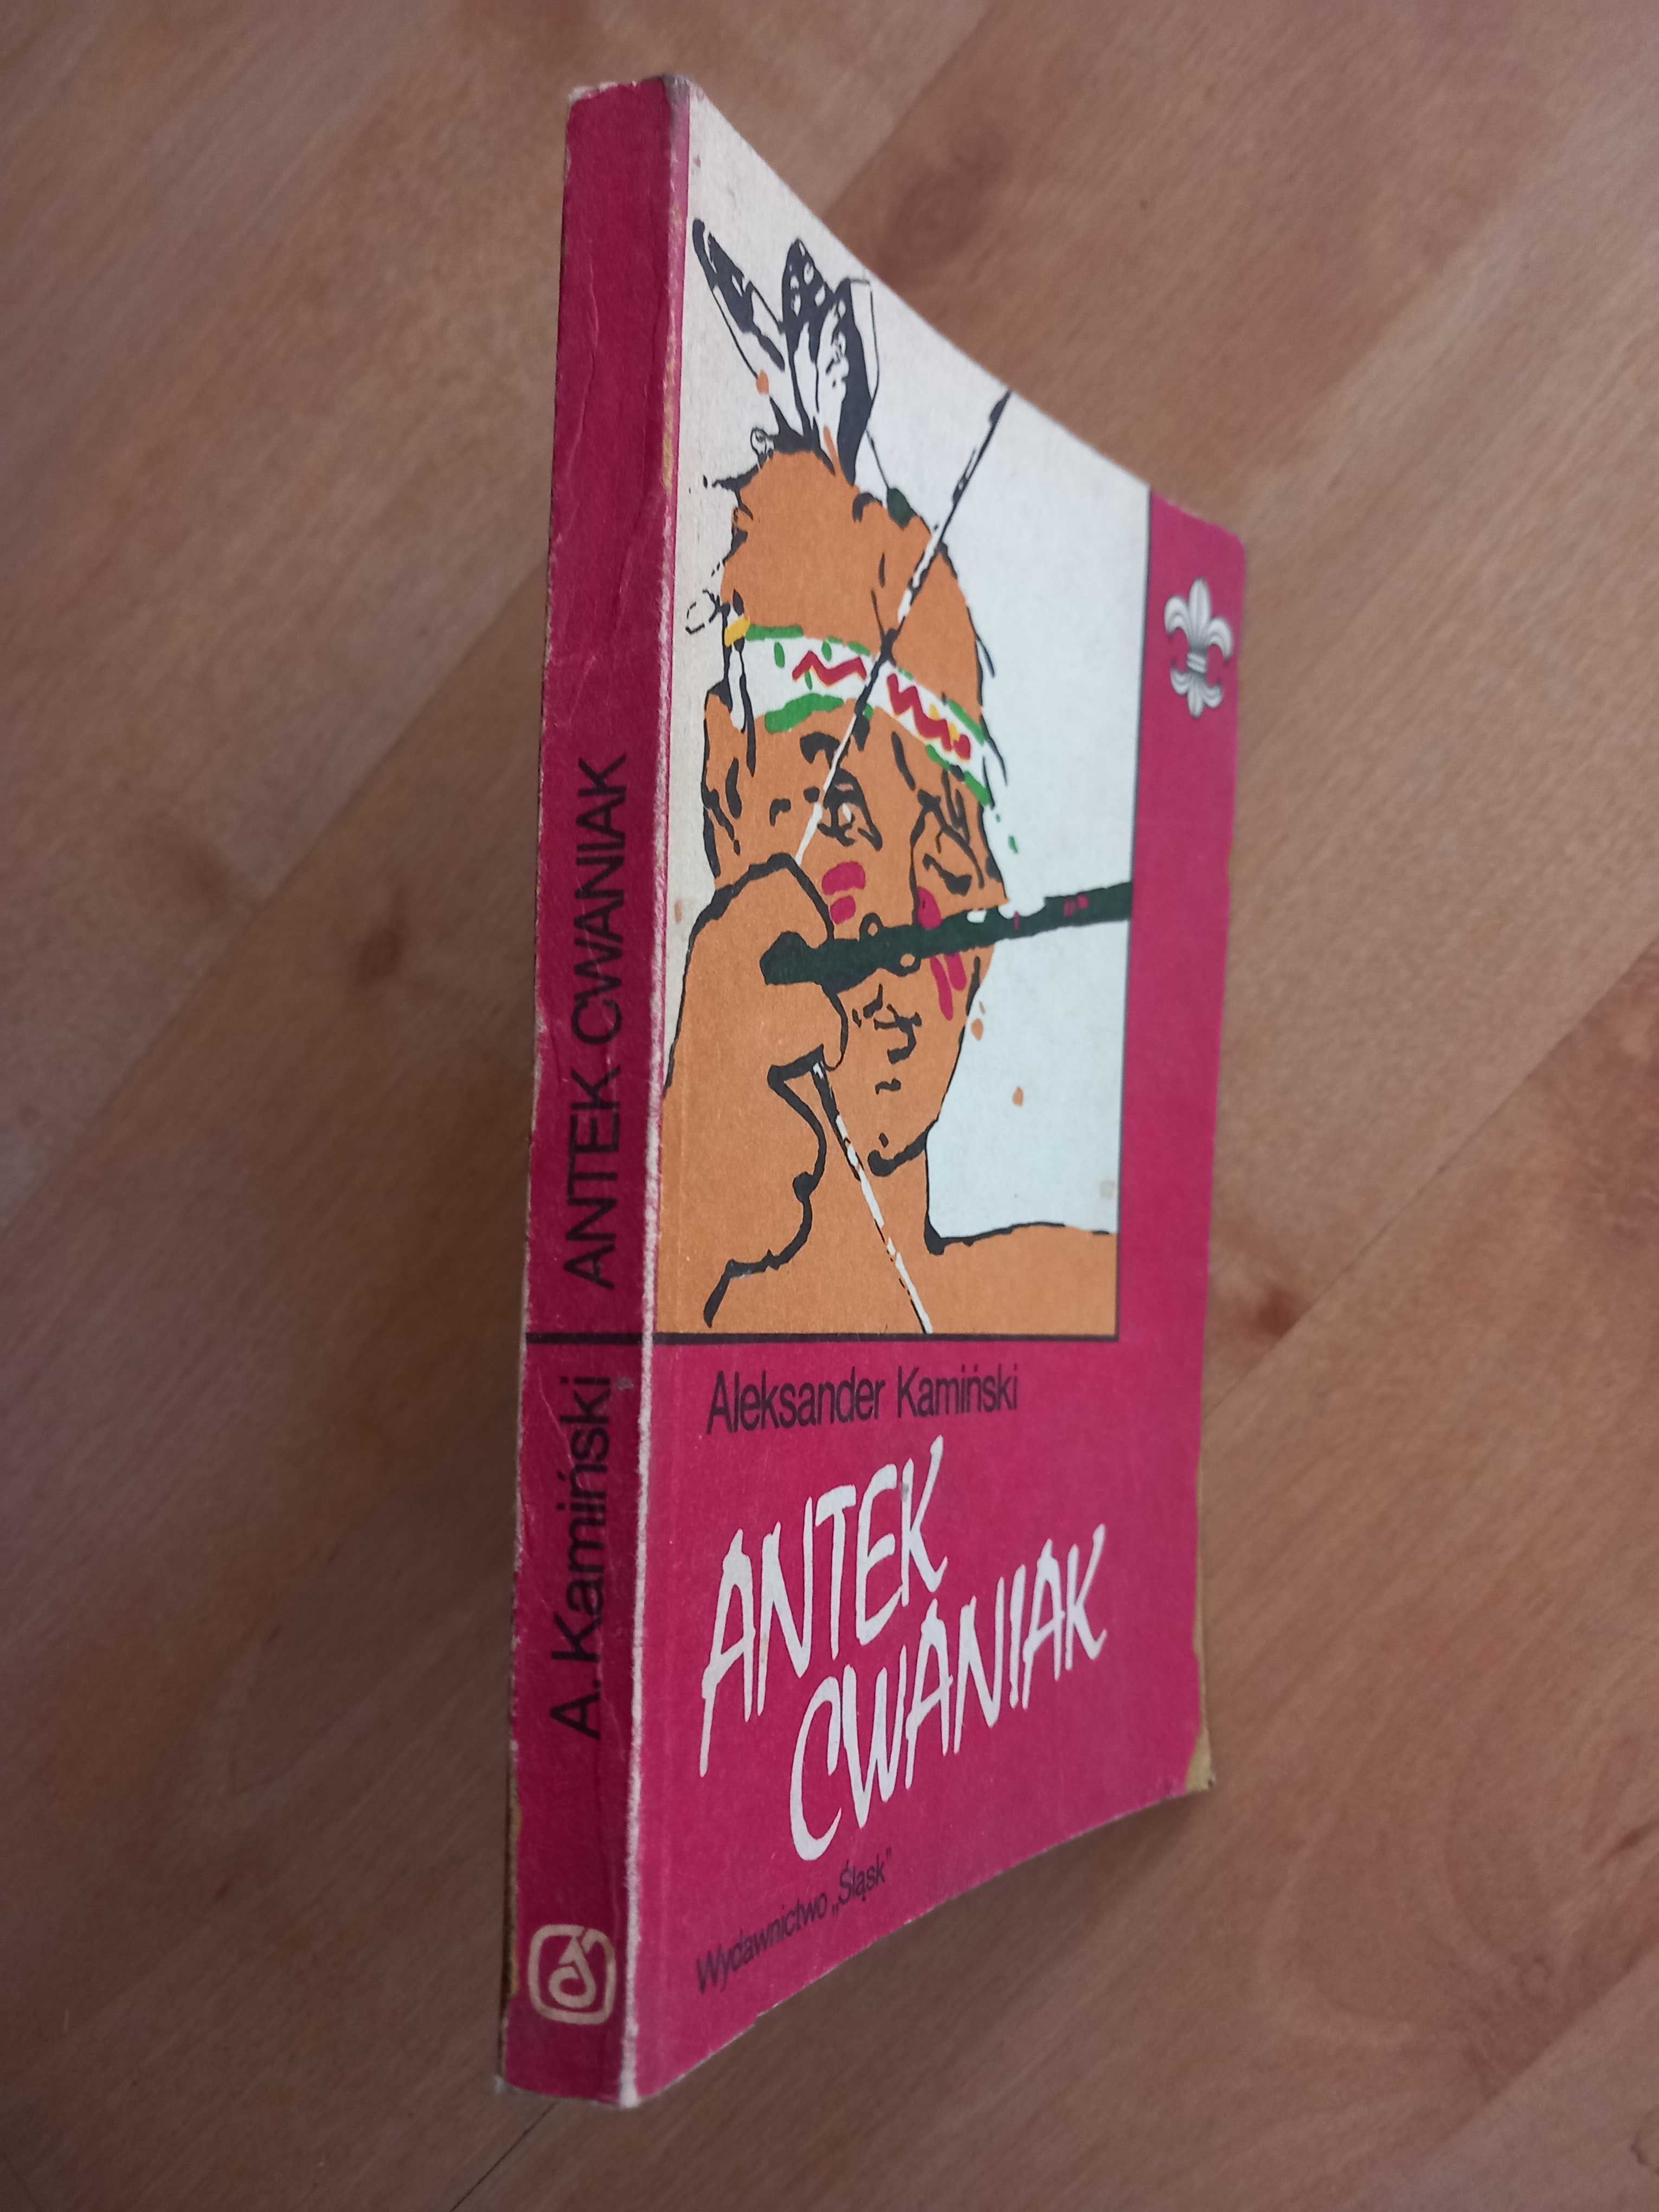 A. Kamiński ANTEK CWANIAK
Aleksander Kamiński
ANTEK
CWANIAK
Wydawnictwo „Śląsk”